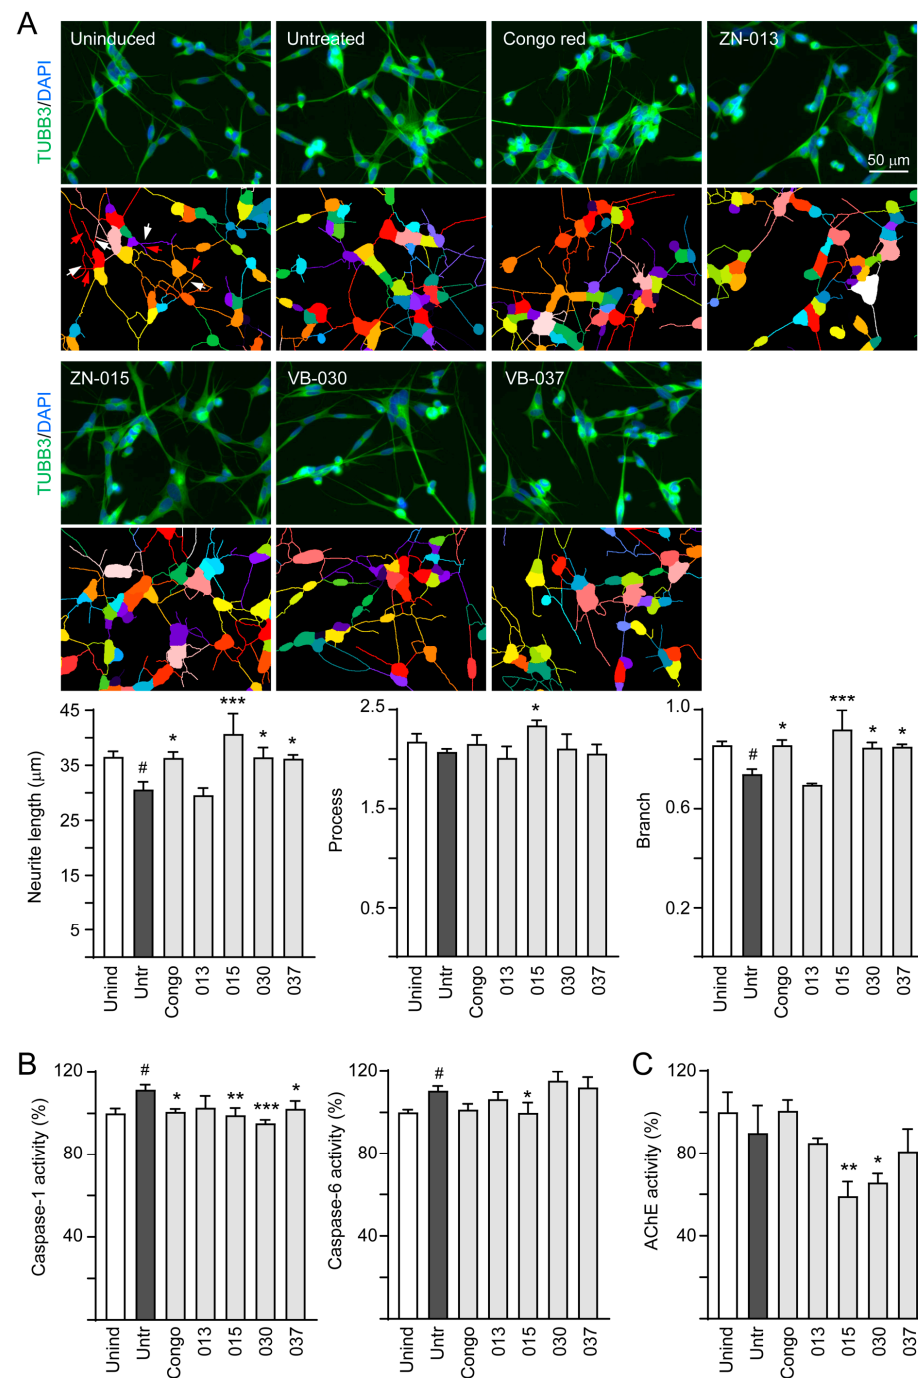 A
Uninduced
Untreated
Congo red
ZN-013
TUBB3/DAPI
50 μm
ZN-015
VB-030
VB-037
TUBB3/DAPI
Neurite length (μm)
45
35
25
15
5
#
*
***
*
*
Unind
Untr
Congo
013
015
030
037
Process
2.5
1.5
0.5
*
Unind
Untr
Congo
013
015
030
037
Branch
1.0
0.6
0.2
#
*
***
*
*
Unind
Untr
Congo
013
015
030
037
B
Caspase-1 activity (%)
120
80
40
#
*
**
***
*
Unind
Untr
Congo
013
015
030
037
Caspase-6 activity (%)
120
80
40
#
*
Unind
Untr
Congo
013
015
030
037
C
AChE activity (%)
120
80
40
**
*
Unind
Untr
Congo
013
015
030
037